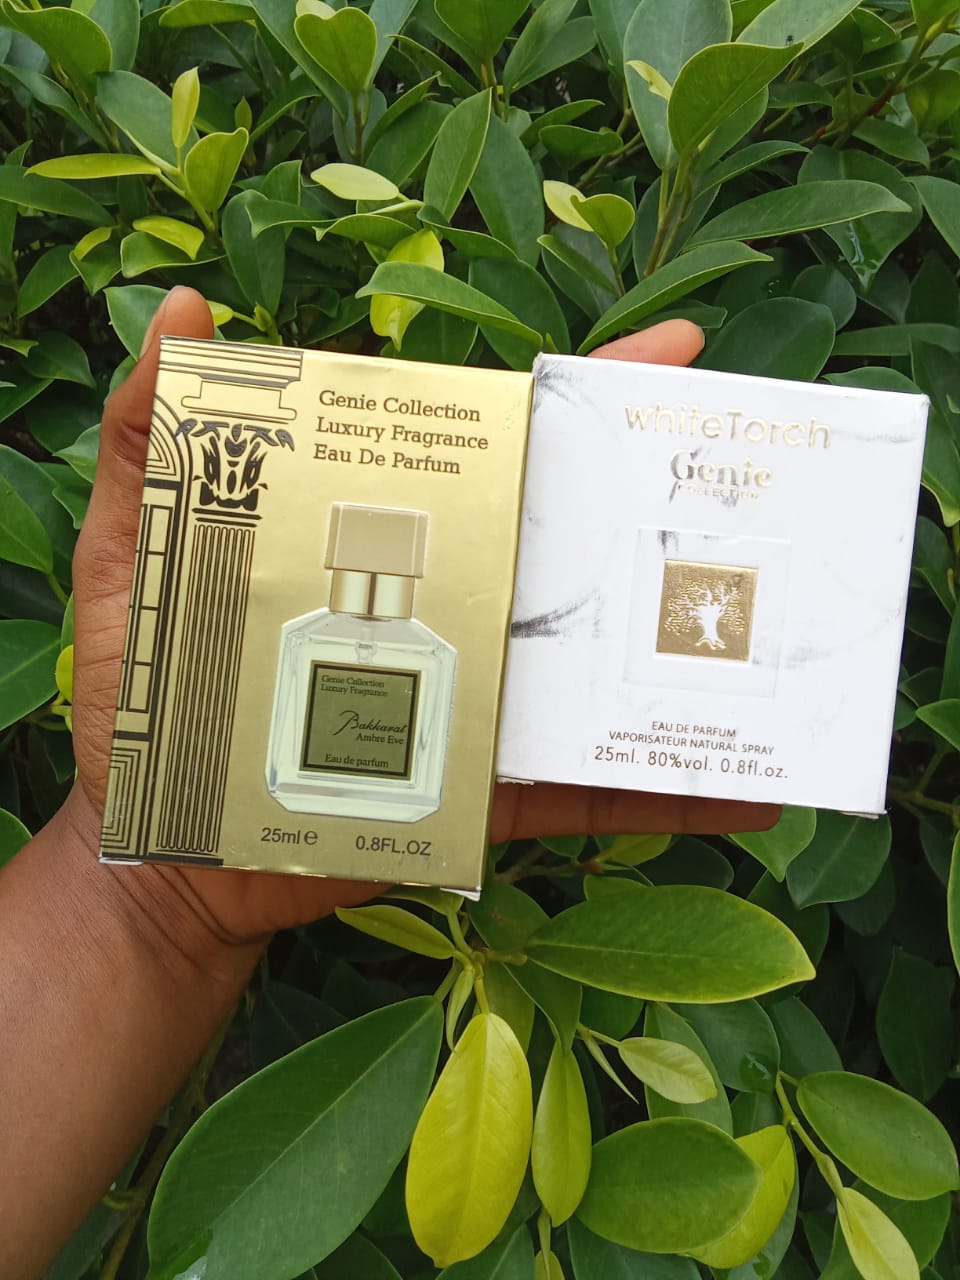 Genie Collection
Luxury Fragrance
Eau De Parfum
Genie Collection
Luxury Fragrance
Bakkarat
Ambre Eve
Eau de parfum
25ml e
0.8FL.OZ
whiteTorch
Genie
COLLECTION
EAU DE PARFUM
VAPORISATEUR NATURAL SPRAY
25ml. 80%vol. 0.8fl.oz.